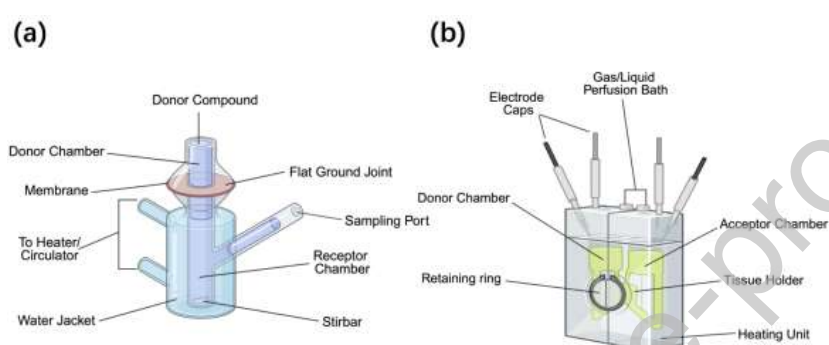 (a)
Donor Compound
Donor Chamber
Flat Ground Joint
Membrane
Sampling Port
To Heater/
Circulator
Receptor
Chamber
Water Jacket
Stirbar
(b)
Gas/Liquid
Perfusion Bath
Electrode
Caps
Donor Chamber
Acceptor Chamber
Retaining ring
Tissue Holder
Heating Unit
e-pro